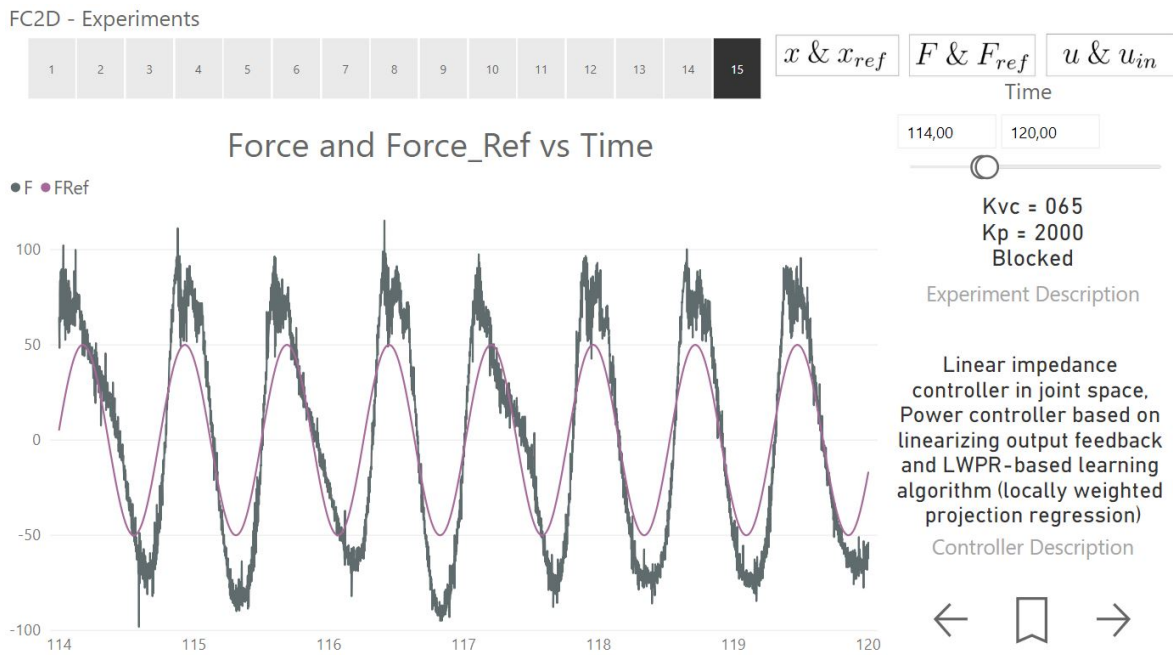 FC2D - Experiments
1 2 3 4 5 6 7 8 9 10 11 12 13 14 15
x & x_ref F & F_ref u & u_in
Time
114,00 120,00
Force and Force_Ref vs Time
F FRef
Kvc = 065
Kp = 2000
Blocked
Experiment Description
Linear impedance
controller in joint space,
Power controller based on
linearizing output feedback
and LWPR-based learning
algorithm (locally weighted
projection regression)
Controller Description
100
50
0
-50
-100
114 115 116 117 118 119 120